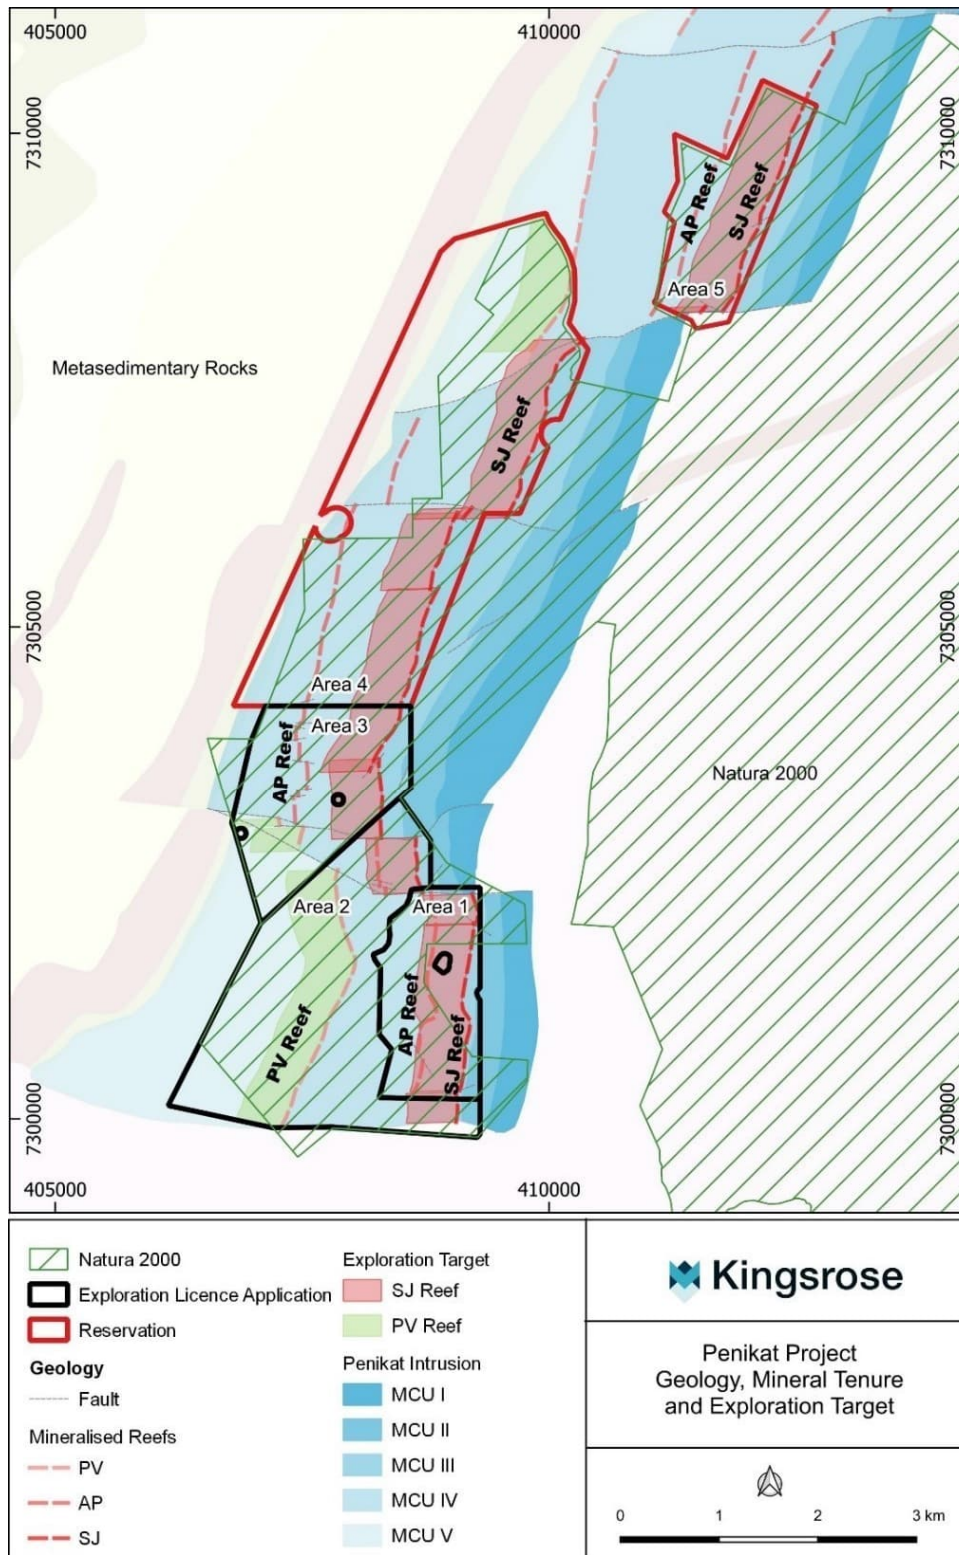 405000
410000
7310000
7310000
AP Reef
SJ Reef
Area 5
Metasedimentary Rocks
SJ Reef
7305000
7305000
Area 4
Area 3
AP Reef
Natura 2000
Area 2
Area 1
PV Reef
AP Reef
SJ Reef
7300000
7300000
405000
410000
Natura 2000
Exploration Licence Application
Reservation
Geology
Fault
Mineralised Reefs
PV
AP
SJ
Exploration Target
SJ Reef
PV Reef
Penikat Intrusion
MCU I
MCU II
MCU III
MCU IV
MCU V
Kingsrose
Penikat Project
Geology, Mineral Tenure
and Exploration Target
0 1 2 3 km